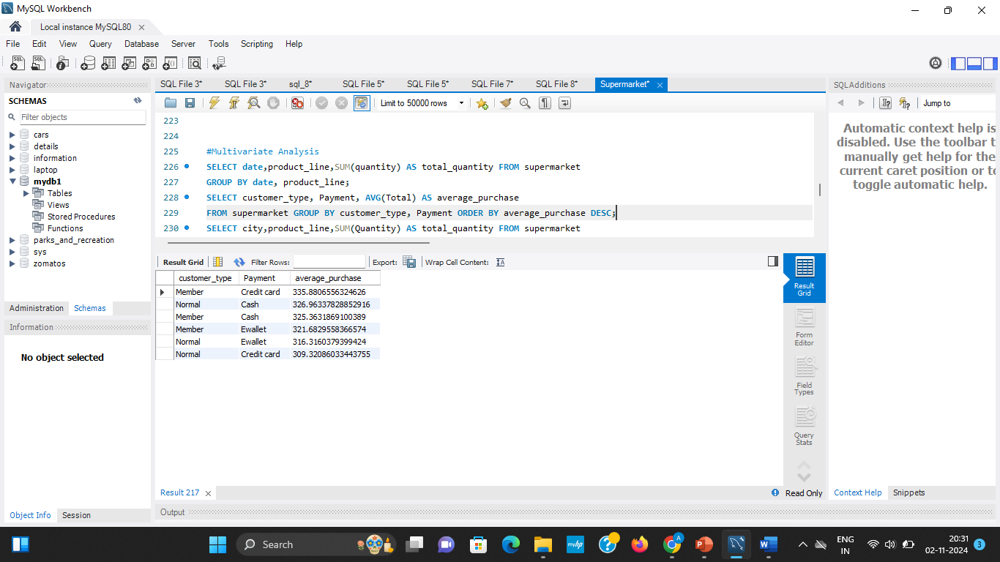 MySQL Workbench
Local instance MySQL80
File Edit View Query Database Server Tools Scripting Help
Navigator
SCHEMAS
Filter objects
cars
details
information
laptop
mydb1
Tables
Views
Stored Procedures
Functions
parks_and_recreation
sys
zomatos
Administration Schemas
Information
No object selected
Object Info Session
SQL File 3* SQL File 3* sql_8* SQL File 5* SQL File 5* SQL File 7* SQL File 8* Supermarket*
Limit to 50000 rows
223
224
225 #Multivariate Analysis
226 SELECT date,product_line,SUM(quantity) AS total_quantity FROM supermarket
227 GROUP BY date, product_line;
228 SELECT customer_type, Payment, AVG(Total) AS average_purchase
229 FROM supermarket GROUP BY customer_type, Payment ORDER BY average_purchase DESC;
230 SELECT city,product_line,SUM(Quantity) AS total_quantity FROM supermarket
Result Grid Filter Rows: Export: Wrap Cell Content:
customer_type Payment average_purchase
Member Credit card 335.8806556324626
Normal Cash 326.96337828852916
Member Cash 325.3631869100389
Member Ewallet 321.6829558366574
Normal Ewallet 316.3160379399424
Normal Credit card 309.32086033443755
Result
Grid
Form
Editor
Field
Types
Query
Stats
Result 217
Read Only
Output
SQLAdditions
Jump to
Automatic context help is
disabled. Use the toolbar t
manually get help for the
current caret position or to
toggle automatic help.
Context Help Snippets
Search
ENG
IN
20:31
02-11-2024
3